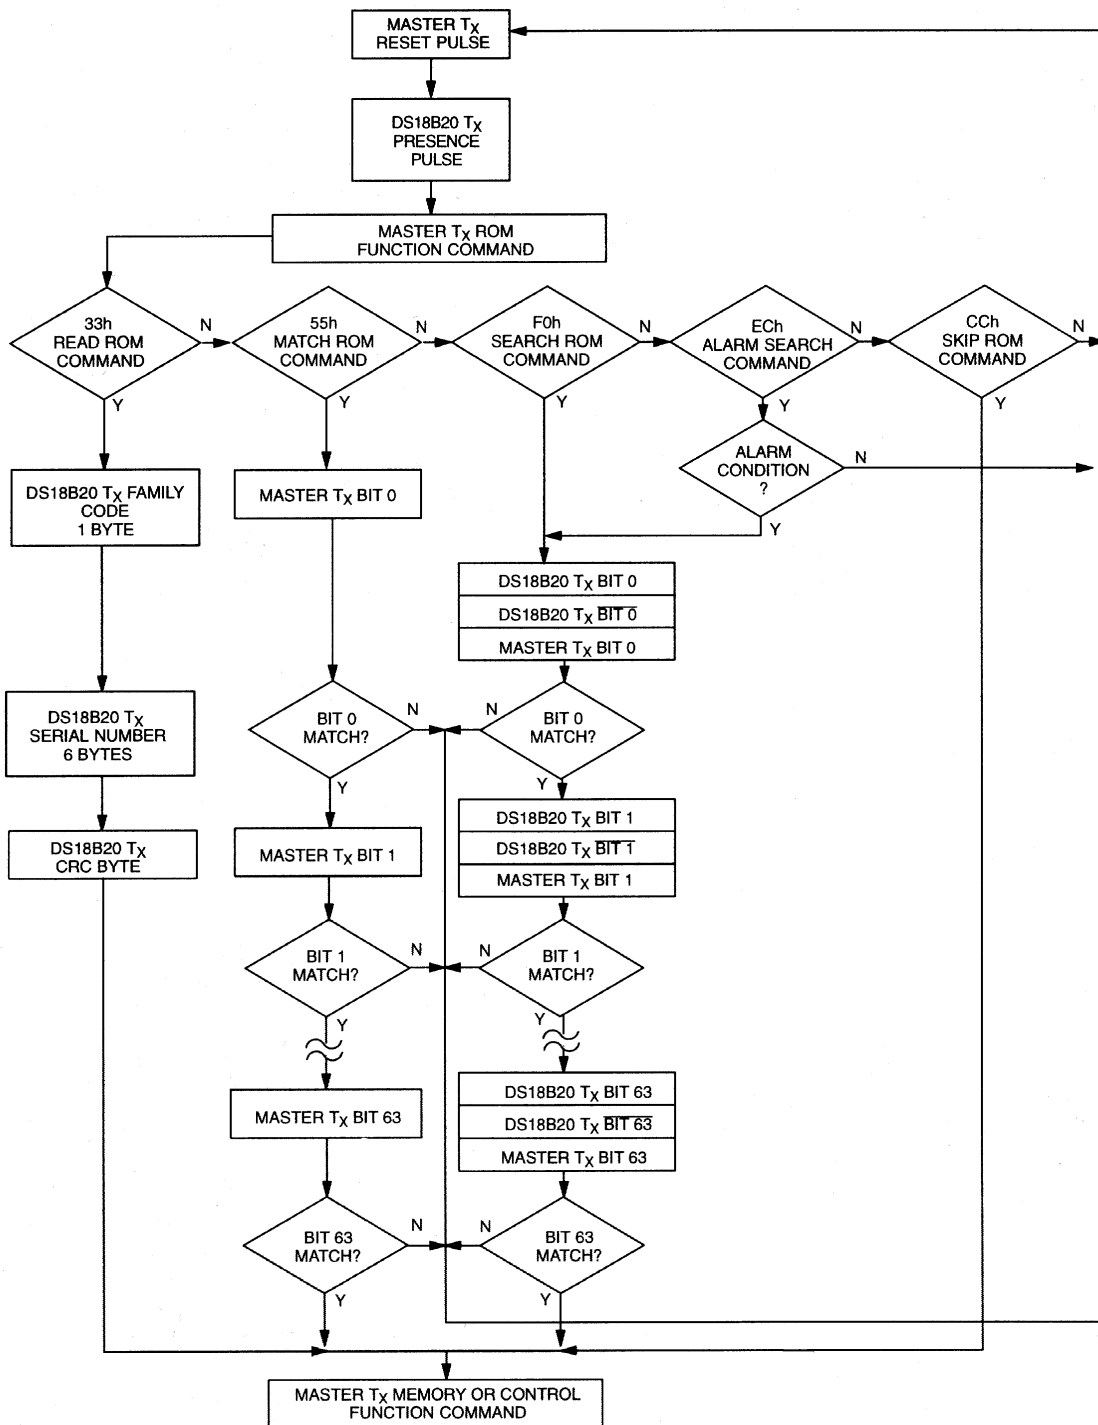 MASTER TX
RESET PULSE
DS18B20 TX
PRESENCE
PULSE
MASTER TX ROM
FUNCTION COMMAND
33h
READ ROM
COMMAND
N
Y
55h
MATCH ROM
COMMAND
N
Y
F0h
SEARCH ROM
COMMAND
N
Y
ECh
ALARM SEARCH
COMMAND
N
Y
CCh
SKIP ROM
COMMAND
N
Y
ALARM
CONDITION
?
N
Y
DS18B20 TX FAMILY
CODE
1 BYTE
DS18B20 TX
SERIAL NUMBER
6 BYTES
DS18B20 TX
CRC BYTE
MASTER TX BIT 0
BIT 0
MATCH?
N
Y
MASTER TX BIT 1
BIT 1
MATCH?
N
Y
MASTER TX BIT 63
BIT 63
MATCH?
N
Y
DS18B20 TX BIT 0
DS18B20 TX B̅I̅T̅ ̅0̅
MASTER TX BIT 0
BIT 0
MATCH?
N
Y
DS18B20 TX BIT 1
DS18B20 TX B̅I̅T̅ ̅1̅
MASTER TX BIT 1
BIT 1
MATCH?
N
Y
DS18B20 TX BIT 63
DS18B20 TX B̅I̅T̅ ̅6̅3̅
MASTER TX BIT 63
BIT 63
MATCH?
N
Y
MASTER TX MEMORY OR CONTROL
FUNCTION COMMAND